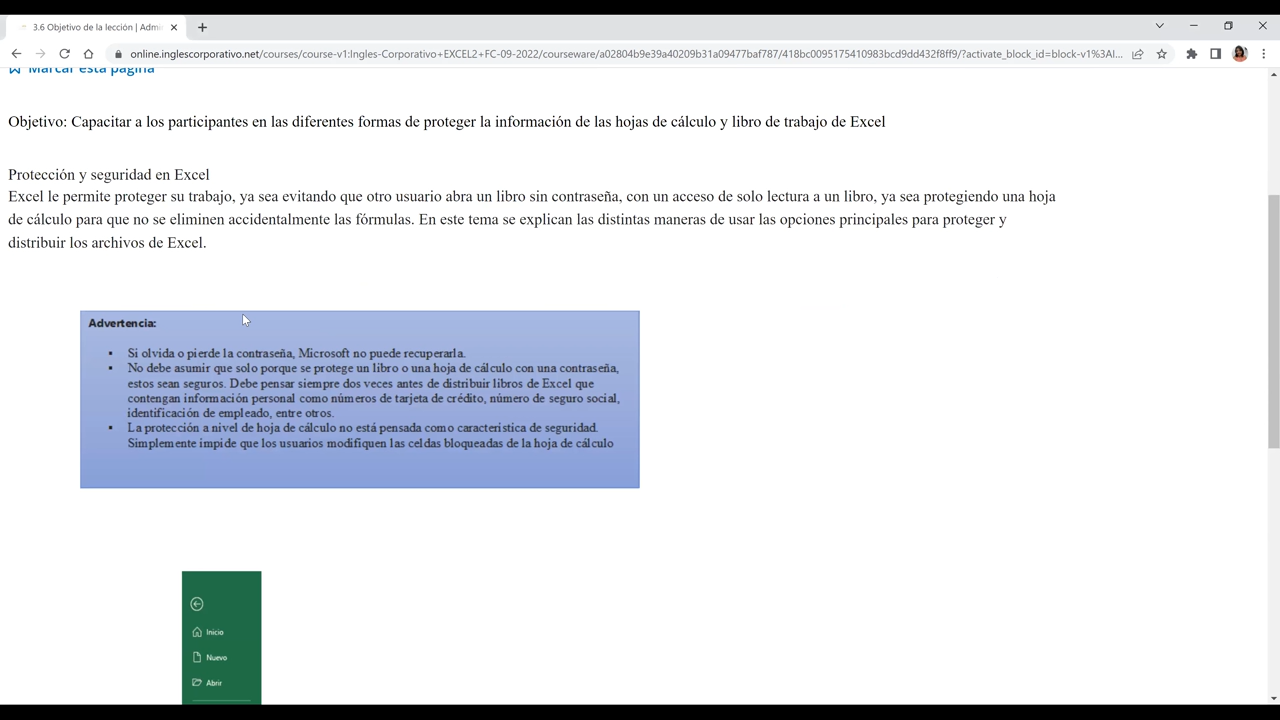 3.6 Objetivo de la lección | Adm
online.inglescorporativo.net/courses/course-v1:Ingles-Corporativo+EXCEL2+FC-09-2022/courseware/a02804b9e39a40209b31a09477baf787/418bc0095175410983bcd9dd432f8ff9/?activate_block_id=block-v1%3AI...
Marcar esta página
Objetivo: Capacitar a los participantes en las diferentes formas de proteger la información de las hojas de cálculo y libro de trabajo de Excel
Protección y seguridad en Excel
Excel le permite proteger su trabajo, ya sea evitando que otro usuario abra un libro sin contraseña, con un acceso de solo lectura a un libro, ya sea protegiendo una hoja
de cálculo para que no se eliminen accidentalmente las fórmulas. En este tema se explican las distintas maneras de usar las opciones principales para proteger y
distribuir los archivos de Excel.
Advertencia:
▪ Si olvida o pierde la contraseña, Microsoft no puede recuperarla.
▪ No debe asumir que solo porque se protege un libro o una hoja de cálculo con una contraseña,
estos sean seguros. Debe pensar siempre dos veces antes de distribuir libros de Excel que
contengan información personal como números de tarjeta de crédito, número de seguro social,
identificación de empleado, entre otros.
▪ La protección a nivel de hoja de cálculo no está pensada como característica de seguridad.
Simplemente impide que los usuarios modifiquen las celdas bloqueadas de la hoja de cálculo
Inicio
Nuevo
Abrir